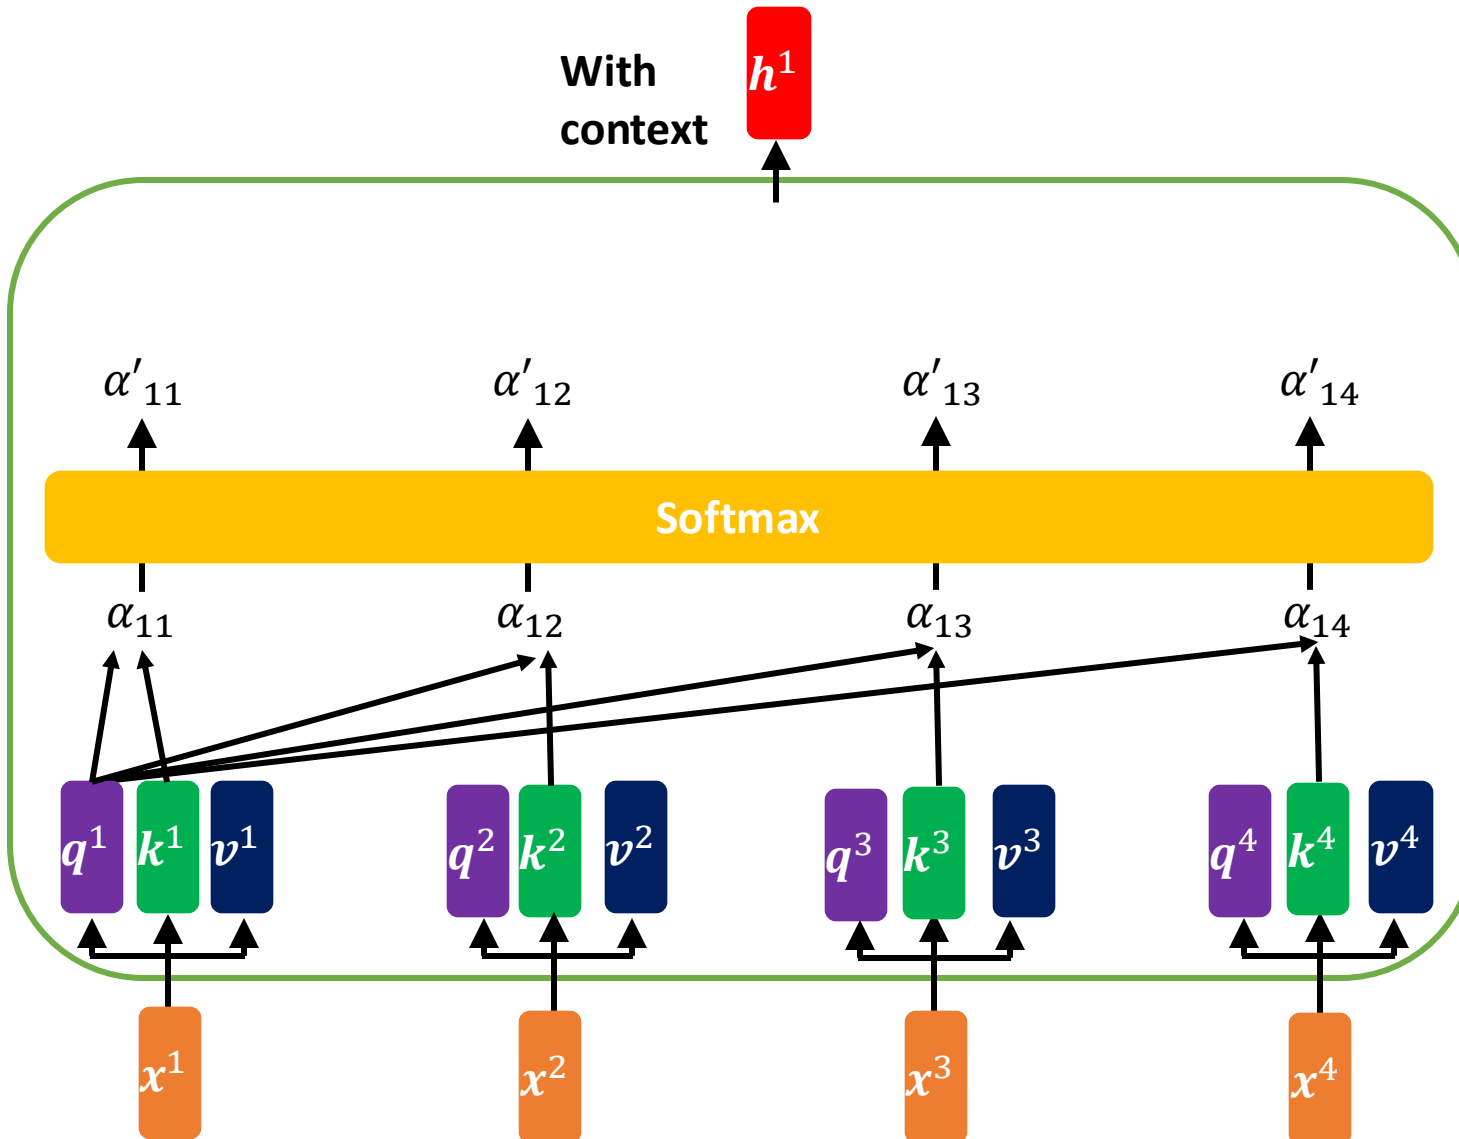 With
context
h¹
α′₁₁ α′₁₂ α′₁₃ α′₁₄
Softmax
α₁₁ α₁₂ α₁₃ α₁₄
q¹ k¹ v¹ q² k² v² q³ k³ v³ q⁴ k⁴ v⁴
x¹ x² x³ x⁴